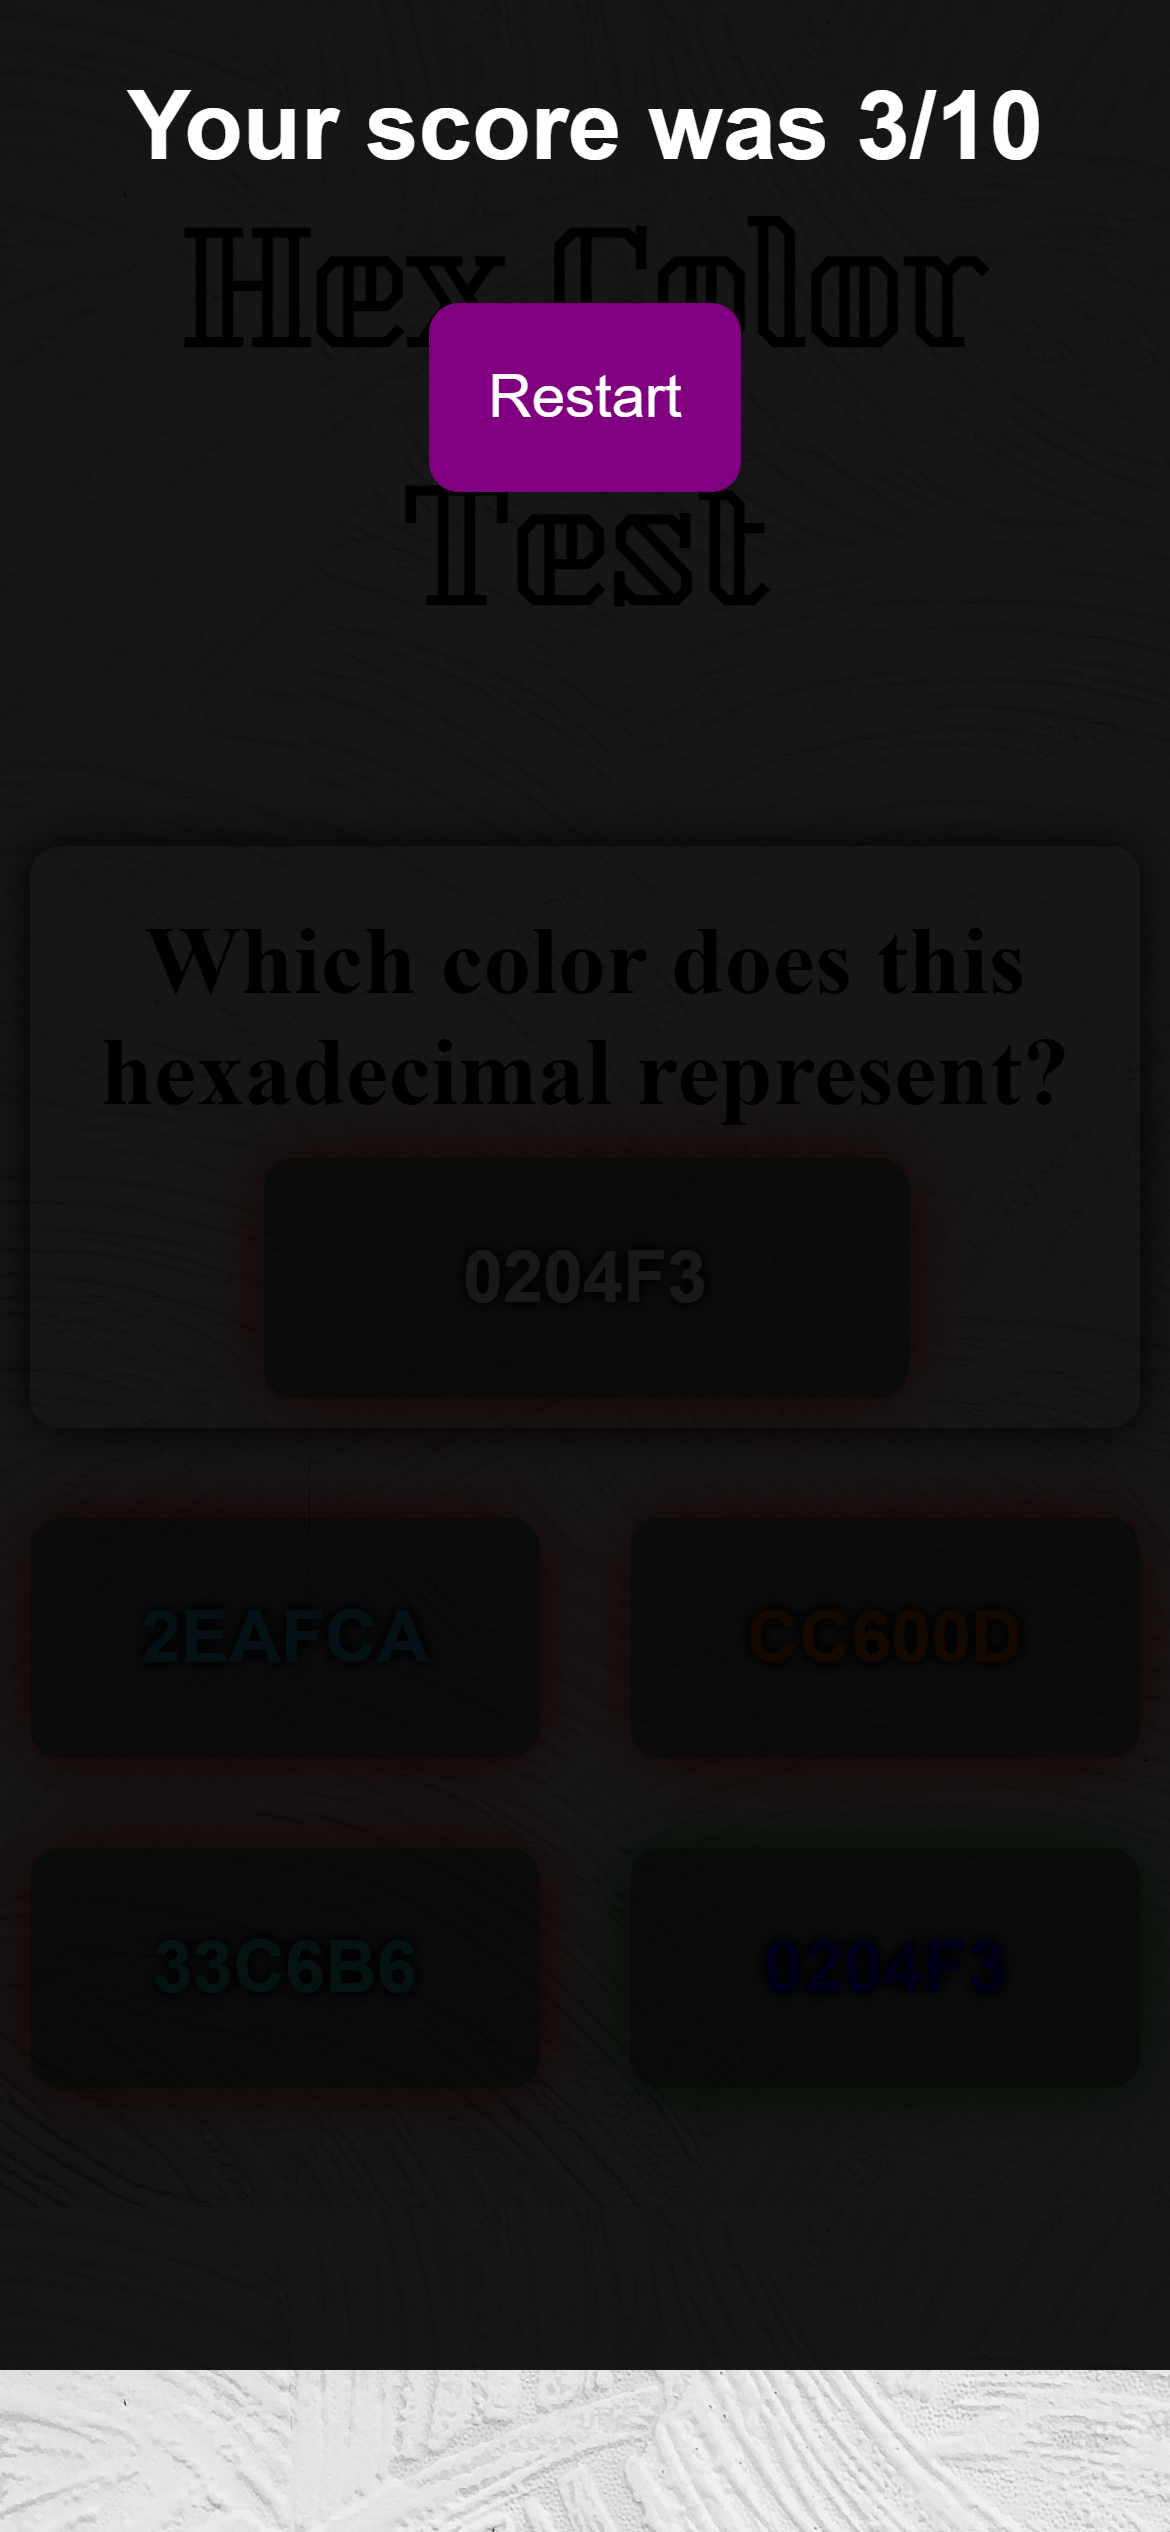 Your score was 3/10
Hex Color
Restart
Test
Which color does this
hexadecimal represent?
0204F3
2EAFCA
CC600D
33C6B6
0204F3